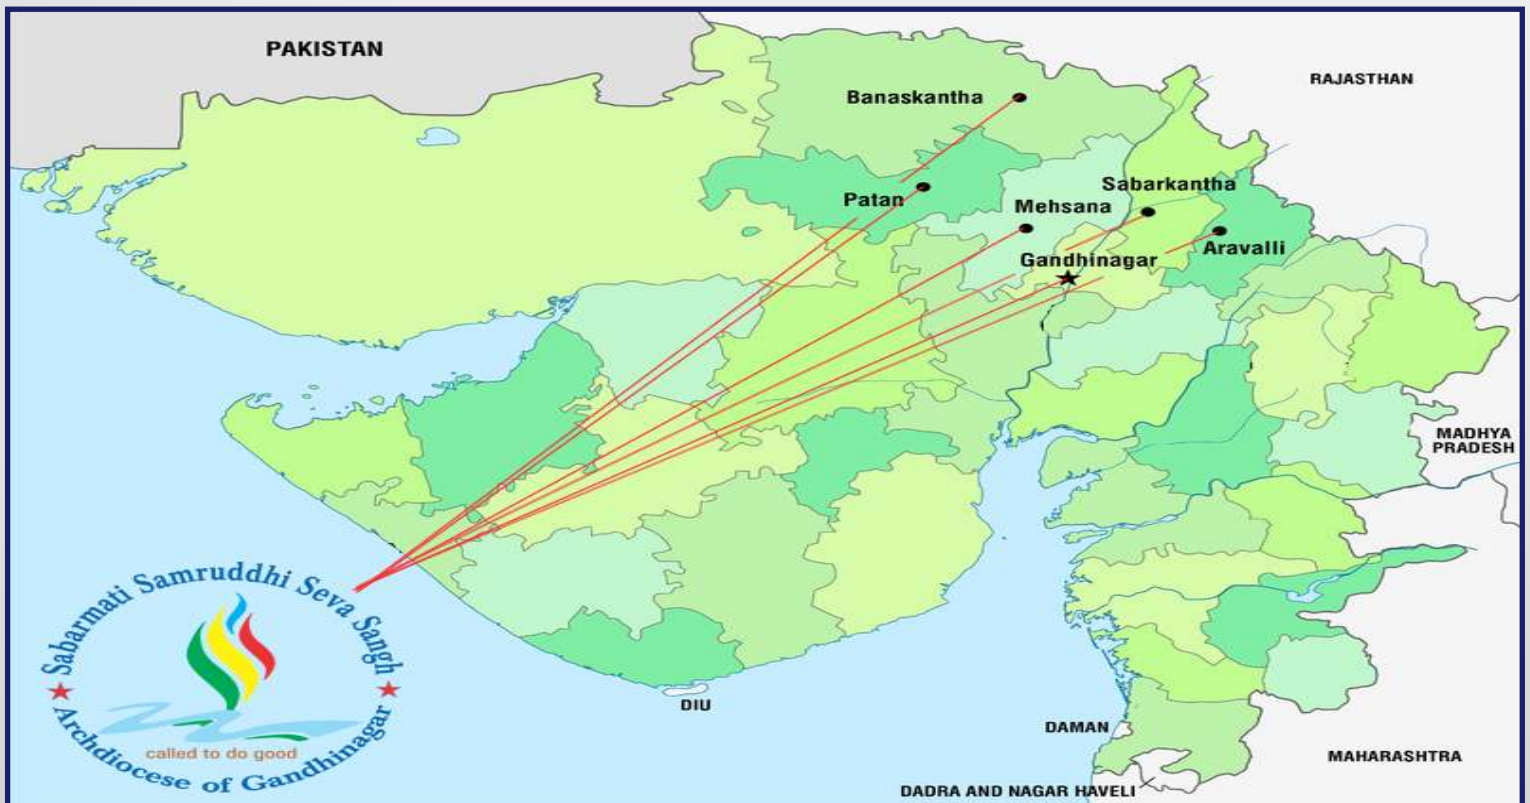 PAKISTAN
RAJASTHAN
Banaskantha
Sabarkantha
Patan
Mehsana
Aravalli
Gandhinagar
MADHYA
PRADESH
Sabarmati Samruddhi Seva Sangh
called to do good
Archdiocese of Gandhinagar
DIU
DAMAN
MAHARASHTRA
DADRA AND NAGAR HAVELI